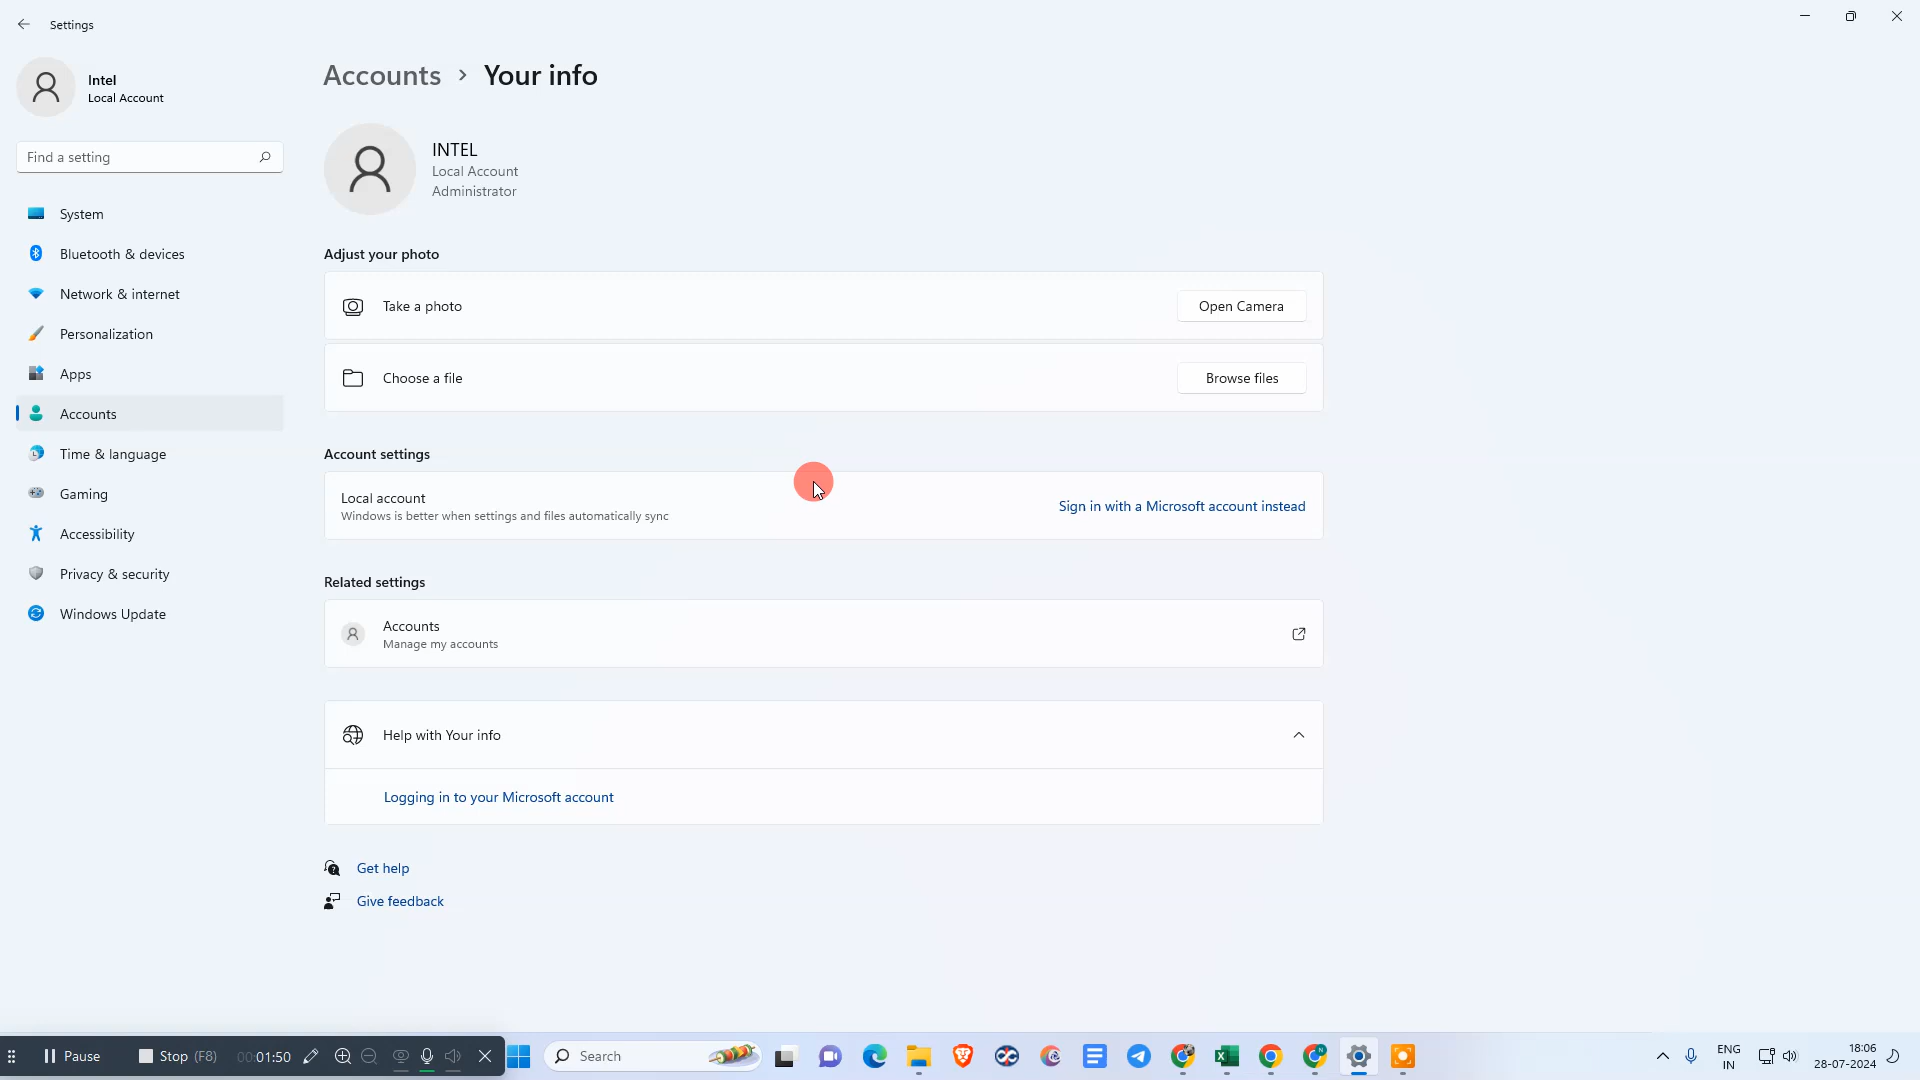 Settings
Intel
Local Account
Find a setting
System
Bluetooth & devices
Network & internet
Personalization
Apps
Accounts
Time & language
Gaming
Accessibility
Privacy & security
Windows Update
Accounts > Your info
INTEL
Local Account
Administrator
Adjust your photo
Take a photo
Open Camera
Choose a file
Browse files
Account settings
Local account
Windows is better when settings and files automatically sync
Sign in with a Microsoft account instead
Related settings
Accounts
Manage my accounts
Help with Your info
Logging in to your Microsoft account
Get help
Give feedback
Pause
Stop (F8)
00:01:50
Search
ENG
IN
18:06
28-07-2024